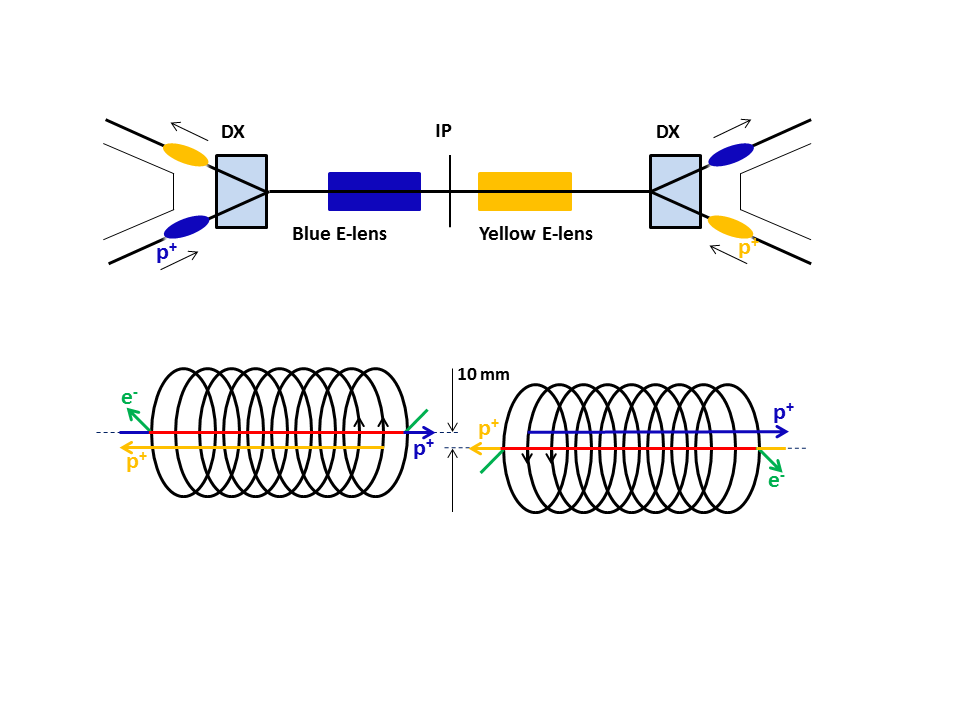 DX
IP
DX
Blue E-lens
Yellow E-lens
p+
p+
10 mm
e-
p+
p+
p+
p+
e-